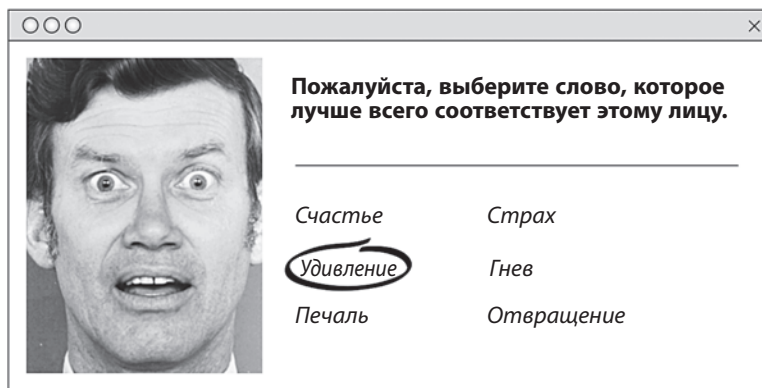 Пожалуйста, выберите слово, которое
лучше всего соответствует этому лицу.
Счастье
Страх
Удивление
Гнев
Печаль
Отвращение